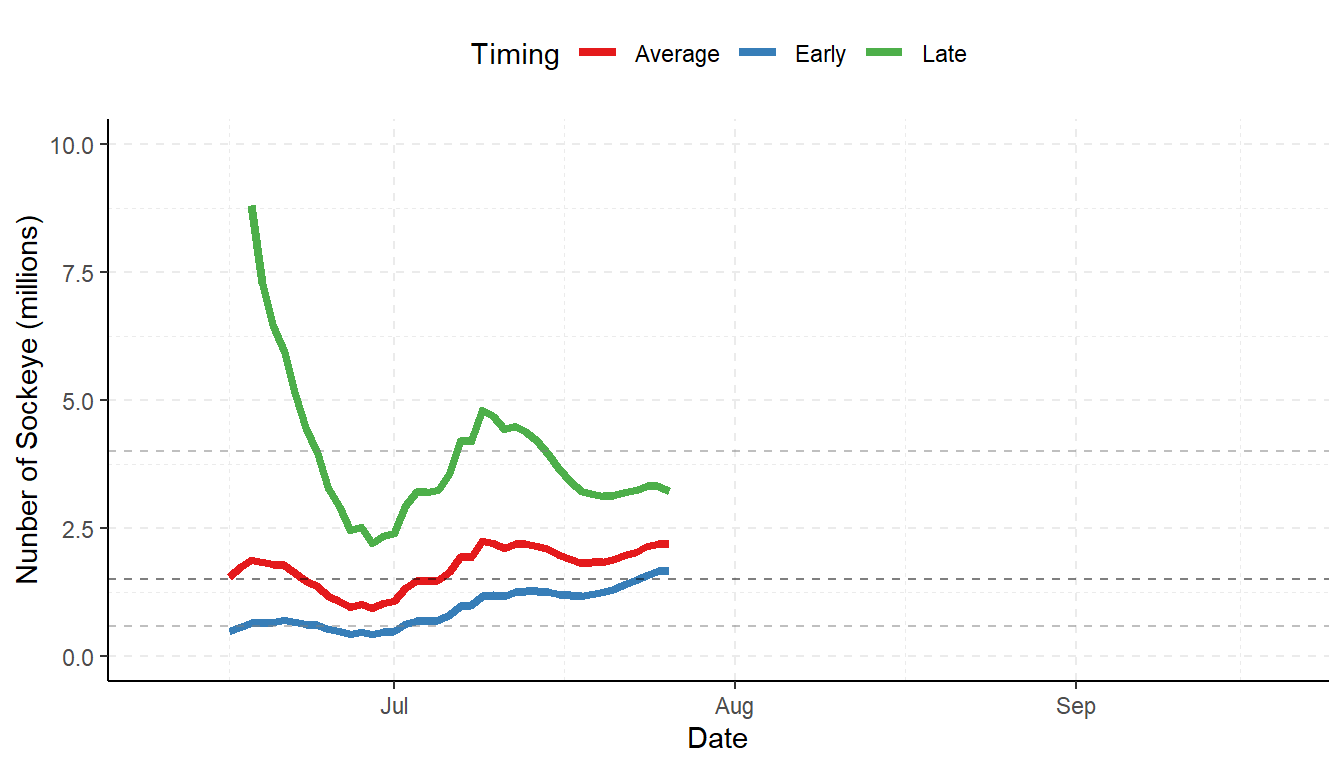 Timing Average Early Late
10.0
7.5
5.0
2.5
0.0
Nunber of Sockeye (millions)
Jul Aug Sep
Date